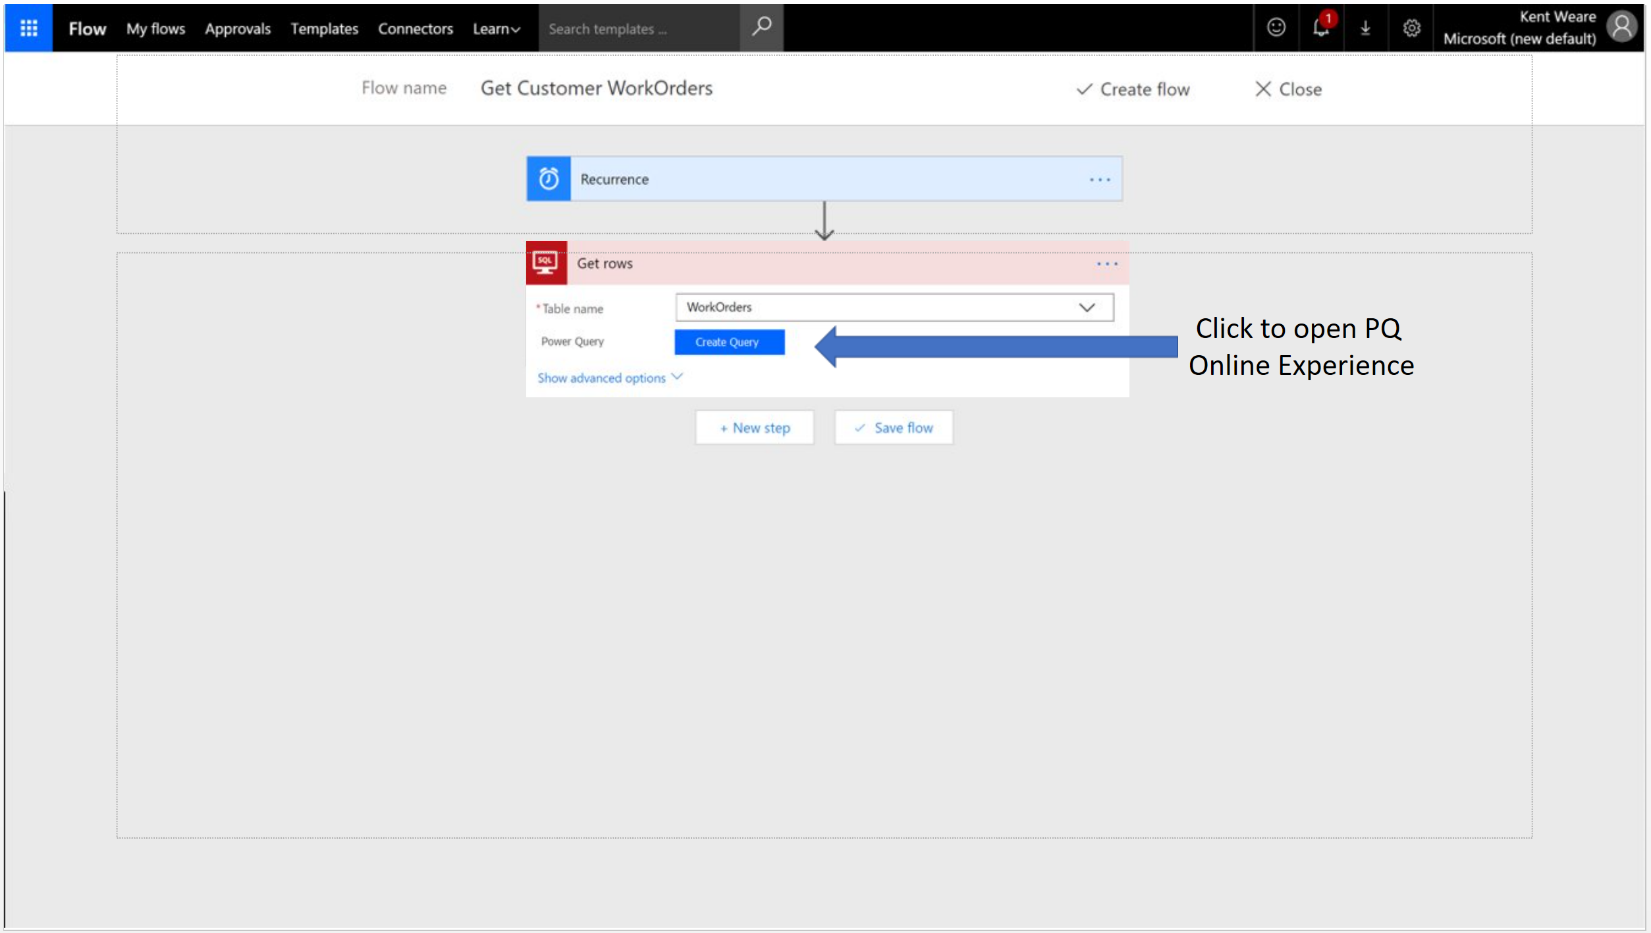 Flow My flows Approvals Templates Connectors Learn Search templates ... 1 Kent Weare
Microsoft (new default)
Flow name Get Customer WorkOrders Create flow Close
Recurrence ...
SQL Get rows ...
*Table name WorkOrders
Power Query Create Query
Show advanced options
Click to open PQ
Online Experience
+ New step Save flow